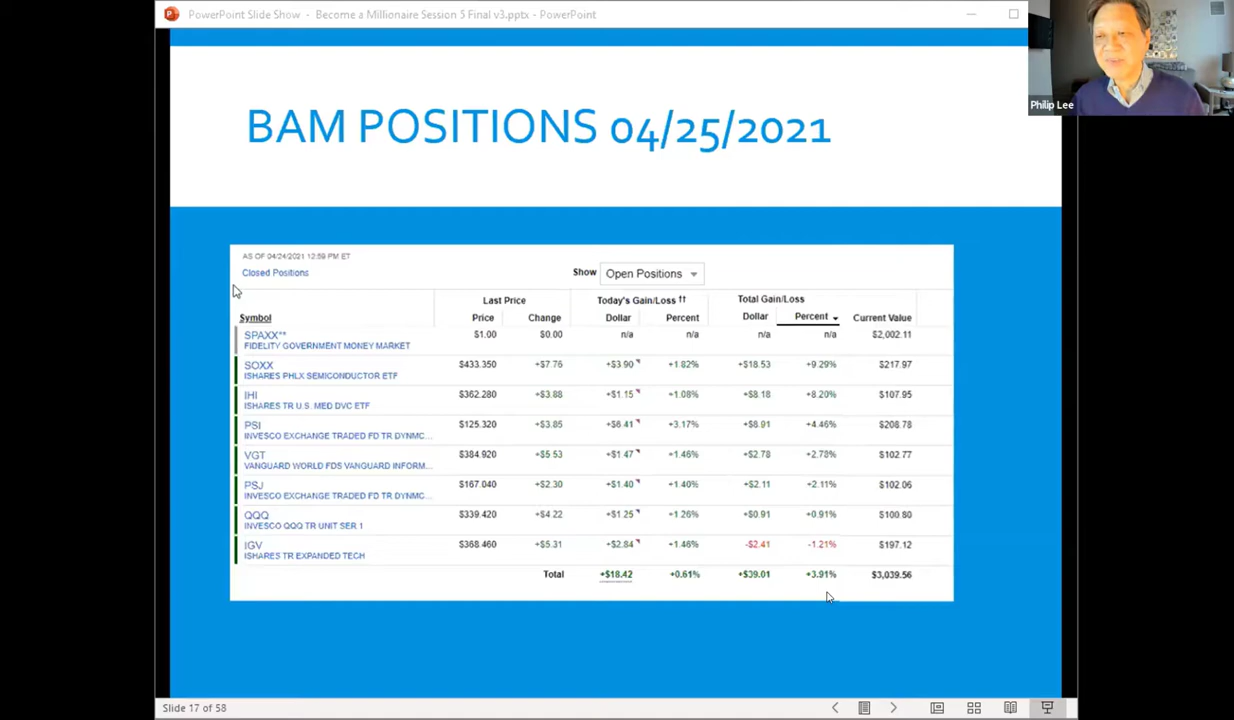 PowerPoint Slide Show - Become a Millionaire Session 5 Final v3.pptx - PowerPoint
Philip Lee
BAM POSITIONS 04/25/2021
AS OF 04/24/2021 12:59 PM ET
Closed Positions
Show Open Positions
Last Price Today's Gain/Loss Total Gain/Loss
Symbol Price Change Dollar Percent Dollar Percent Current Value
SPAXX** $1.00 $0.00 n/a n/a n/a n/a $2,002.11
FIDELITY GOVERNMENT MONEY MARKET
SOXX $433.350 +$7.76 +$3.90 +1.82% +$18.53 +9.29% $217.97
ISHARES PHLX SEMICONDUCTOR ETF
IHI $362.280 +$3.88 +$1.15 +1.08% +$8.18 +8.20% $107.95
ISHARES TR U.S. MED DVC ETF
PSI $125.320 +$3.85 +$6.41 +3.17% +$8.91 +4.46% $208.78
INVESCO EXCHANGE TRADED FD TR DYNMC...
VGT $384.920 +$5.53 +$1.47 +1.46% +$2.78 +2.78% $102.77
VANGUARD WORLD FDS VANGUARD INFORM...
PSJ $167.040 +$2.30 +$1.40 +1.40% +$2.11 +2.11% $102.06
INVESCO EXCHANGE TRADED FD TR DYNMC...
QQQ $339.420 +$4.22 +$1.25 +1.26% +$0.91 +0.91% $100.80
INVESCO QQQ TR UNIT SER 1
IGV $368.460 +$5.31 +$2.84 +1.46% -$2.41 -1.21% $197.12
ISHARES TR EXPANDED TECH
Total +$18.42 +0.61% +$39.01 +3.91% $3,039.56
Slide 17 of 58